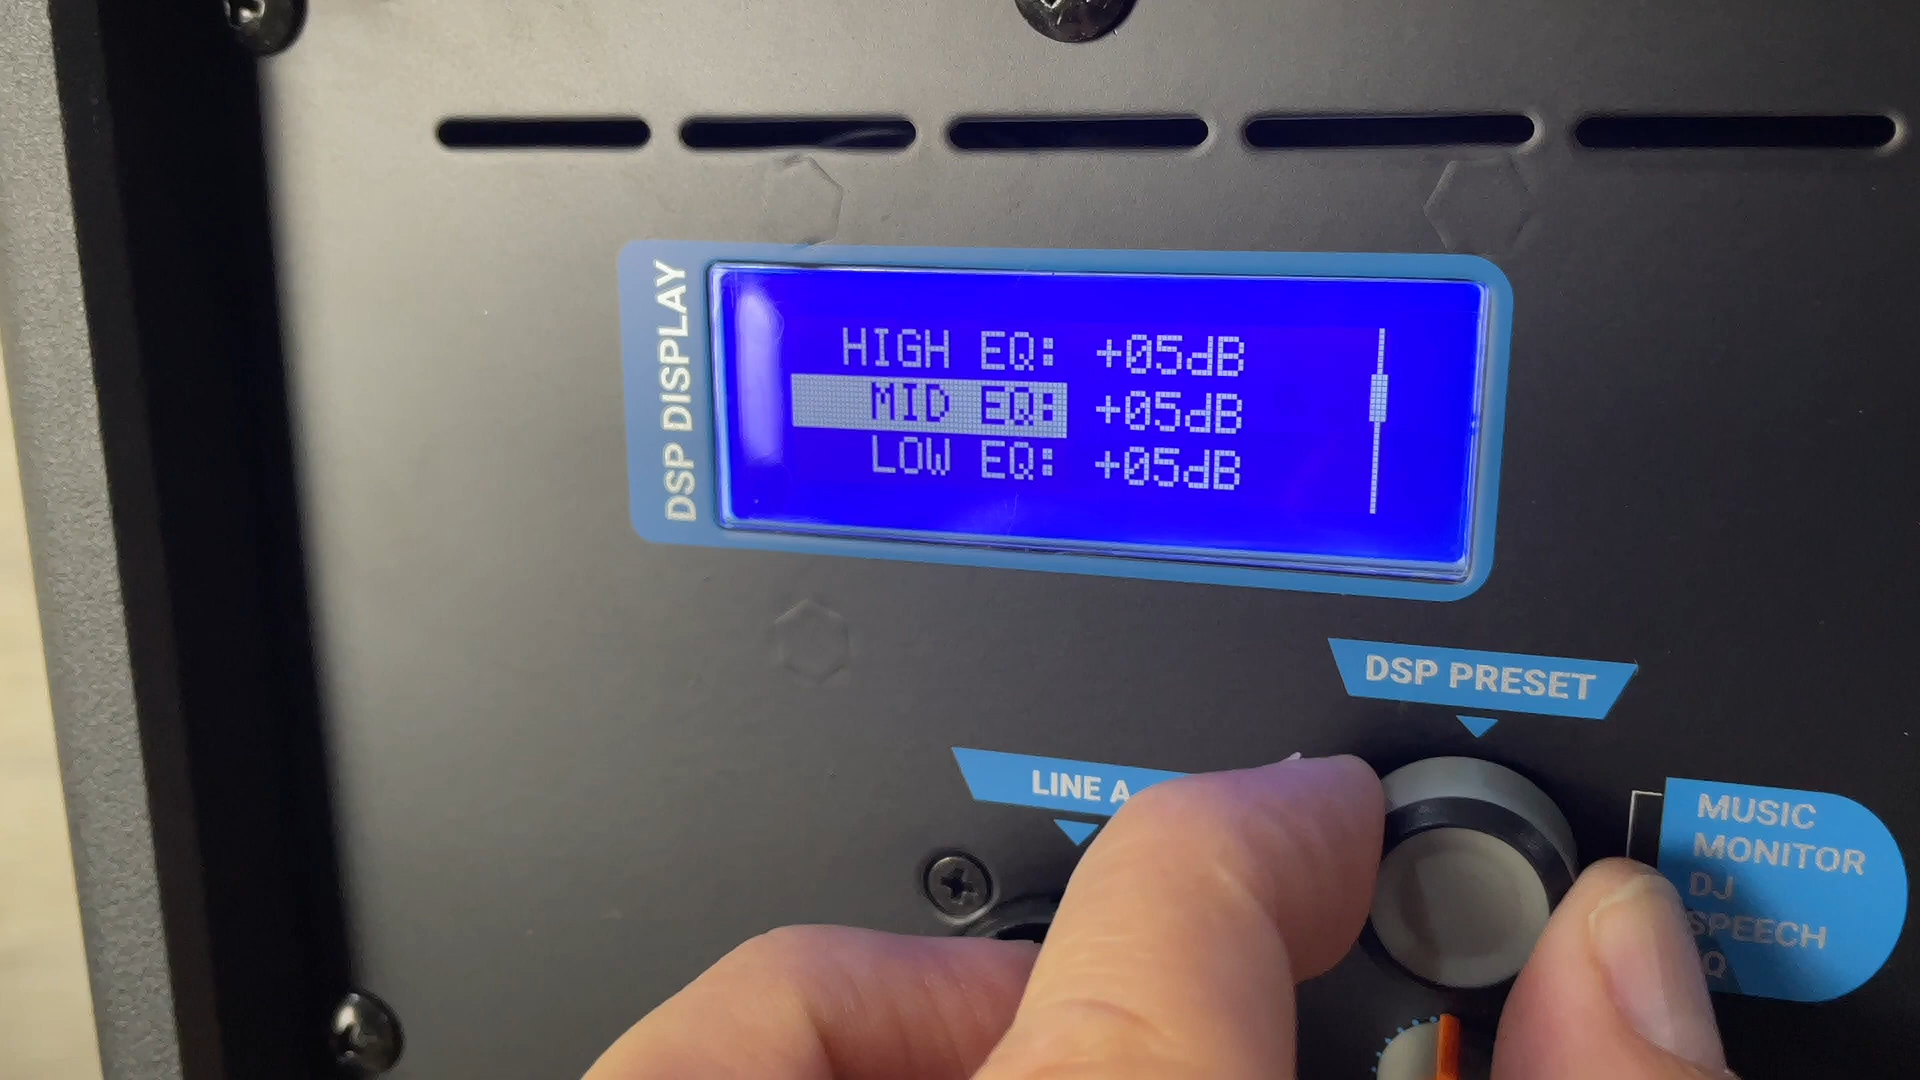 DSP DISPLAY
HIGH EQ: +05dB
MID EQ: +05dB
LOW EQ: +05dB
DSP PRESET
LINE A
MUSIC
MONITOR
DJ
SPEECH